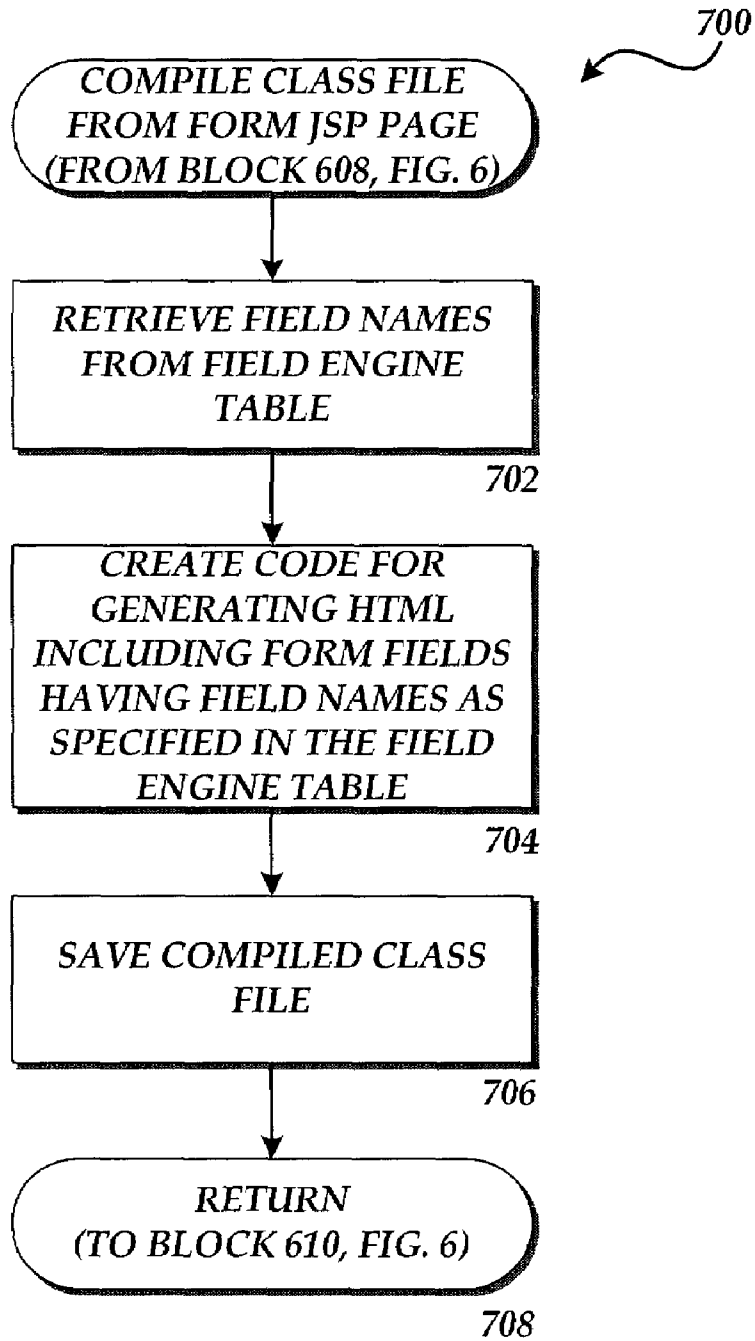 700
COMPILE CLASS FILE
FROM FORM JSP PAGE
(FROM BLOCK 608, FIG. 6)
RETRIEVE FIELD NAMES
FROM FIELD ENGINE
TABLE
702
CREATE CODE FOR
GENERATING HTML
INCLUDING FORM FIELDS
HAVING FIELD NAMES AS
SPECIFIED IN THE FIELD
ENGINE TABLE
704
SAVE COMPILED CLASS
FILE
706
RETURN
(TO BLOCK 610, FIG. 6)
708